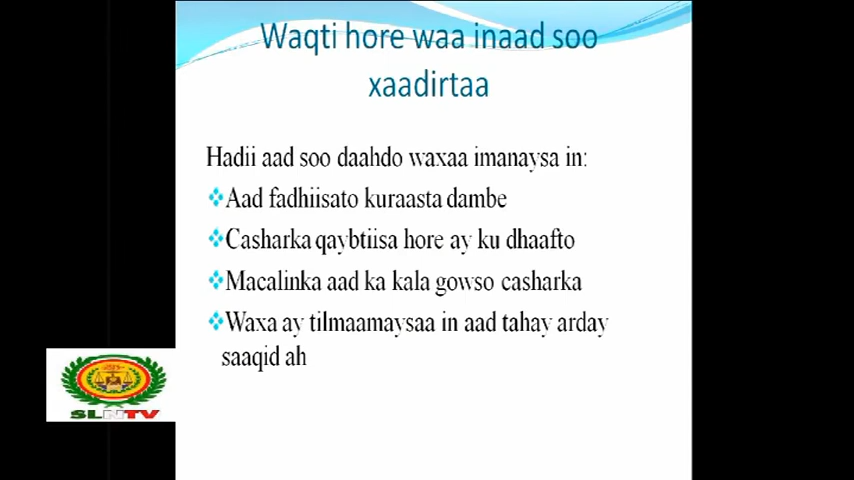 Waqti hore waa inaad soo
xaadirtaa
Hadii aad soo daahdo waxaa imanaysa in:
Aad fadhiisato kuraasta dambe
Casharka qaybtiisa hore ay ku dhaafto
Macalinka aad ka kala gowso casharka
Waxa ay tilmaamaysaa in aad tahay arday
saaqid ah
SLNTV